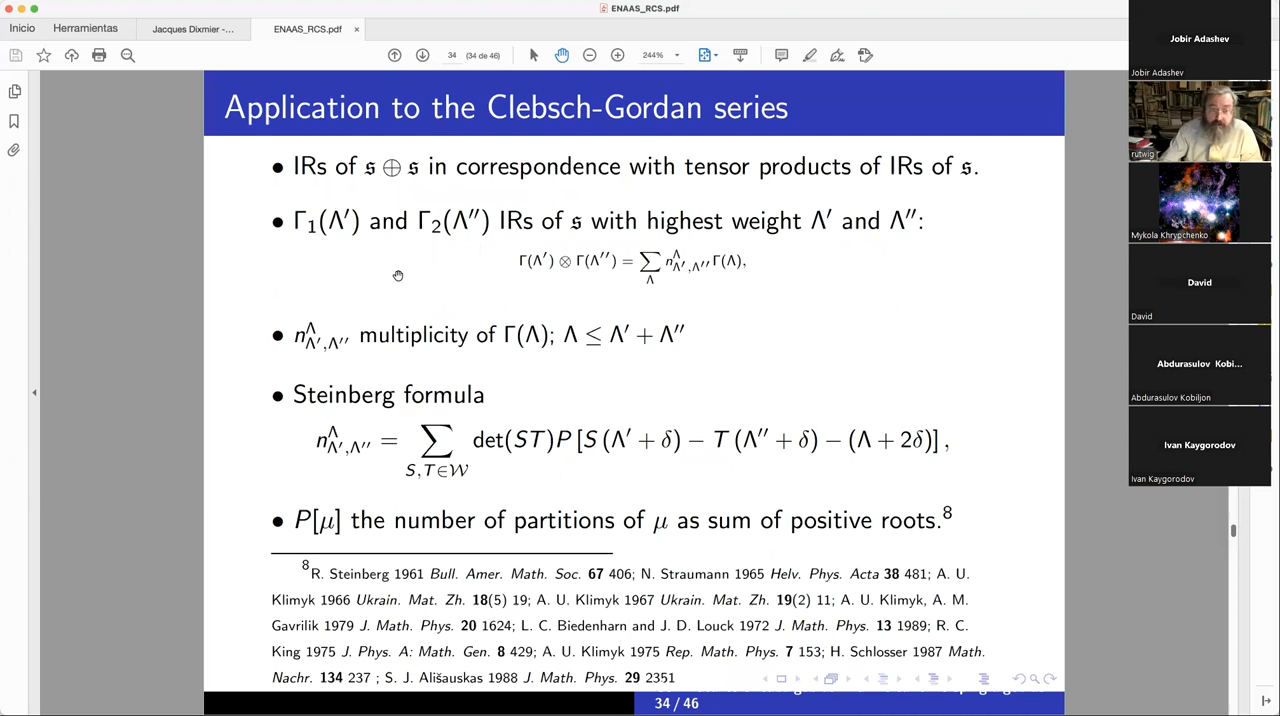 ENAAS_RCS.pdf
Inicio
Herramientas
Jacques Dixmier -...
ENAAS_RCS.pdf
34
(34 de 46)
244%
Application to the Clebsch-Gordan series
• IRs of 𝔰 ⊕ 𝔰 in correspondence with tensor products of IRs of 𝔰.
• Γ₁(Λ′) and Γ₂(Λ″) IRs of 𝔰 with highest weight Λ′ and Λ″:
Γ(Λ′) ⊗ Γ(Λ″) = ∑_Λ n^Λ_{Λ′,Λ″} Γ(Λ),
• n^Λ_{Λ′,Λ″} multiplicity of Γ(Λ); Λ ≤ Λ′ + Λ″
• Steinberg formula
n^Λ_{Λ′,Λ″} = ∑_{S,T∈𝒲} det(ST)P [S (Λ′ + δ) − T (Λ″ + δ) − (Λ + 2δ)] ,
• P[μ] the number of partitions of μ as sum of positive roots.⁸
⁸R. Steinberg 1961 Bull. Amer. Math. Soc. 67 406; N. Straumann 1965 Helv. Phys. Acta 38 481; A. U.
Klimyk 1966 Ukrain. Mat. Zh. 18(5) 19; A. U. Klimyk 1967 Ukrain. Mat. Zh. 19(2) 11; A. U. Klimyk, A. M.
Gavrilik 1979 J. Math. Phys. 20 1624; L. C. Biedenharn and J. D. Louck 1972 J. Math. Phys. 13 1989; R. C.
King 1975 J. Phys. A: Math. Gen. 8 429; A. U. Klimyk 1975 Rep. Math. Phys. 7 153; H. Schlosser 1987 Math.
Nachr. 134 237 ; S. J. Ališauskas 1988 J. Math. Phys. 29 2351
34 / 46
Jobir Adashev
Jobir Adashev
rutwig
Mykola Khrypchenko
David
David
Abdurasulov Kobi...
Abdurasulov Kobiljon
Ivan Kaygorodov
Ivan Kaygorodov